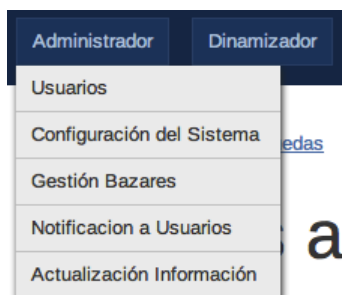 Administrador Dinamizador
Usuarios
Configuración del Sistema
edas
Gestión Bazares
Notificacion a Usuarios
a
Actualización Información